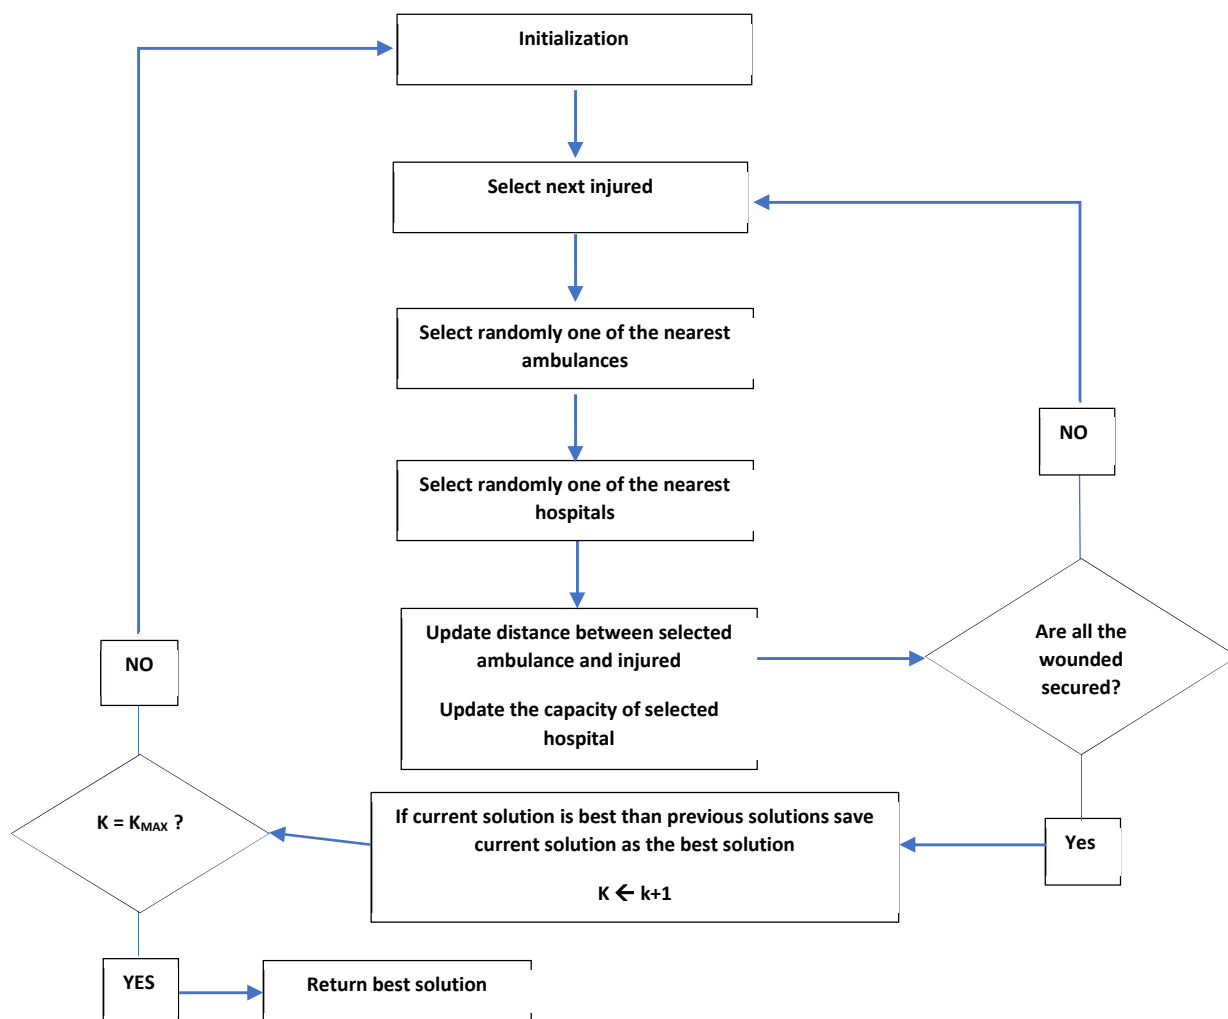 Initialization
Select next injured
Select randomly one of the nearest
ambulances
NO
Select randomly one of the nearest
hospitals
Update distance between selected
ambulance and injured
Update the capacity of selected
hospital
Are all the
wounded
secured?
NO
K = KMAX ?
If current solution is best than previous solutions save
current solution as the best solution
K ← k+1
Yes
YES
Return best solution